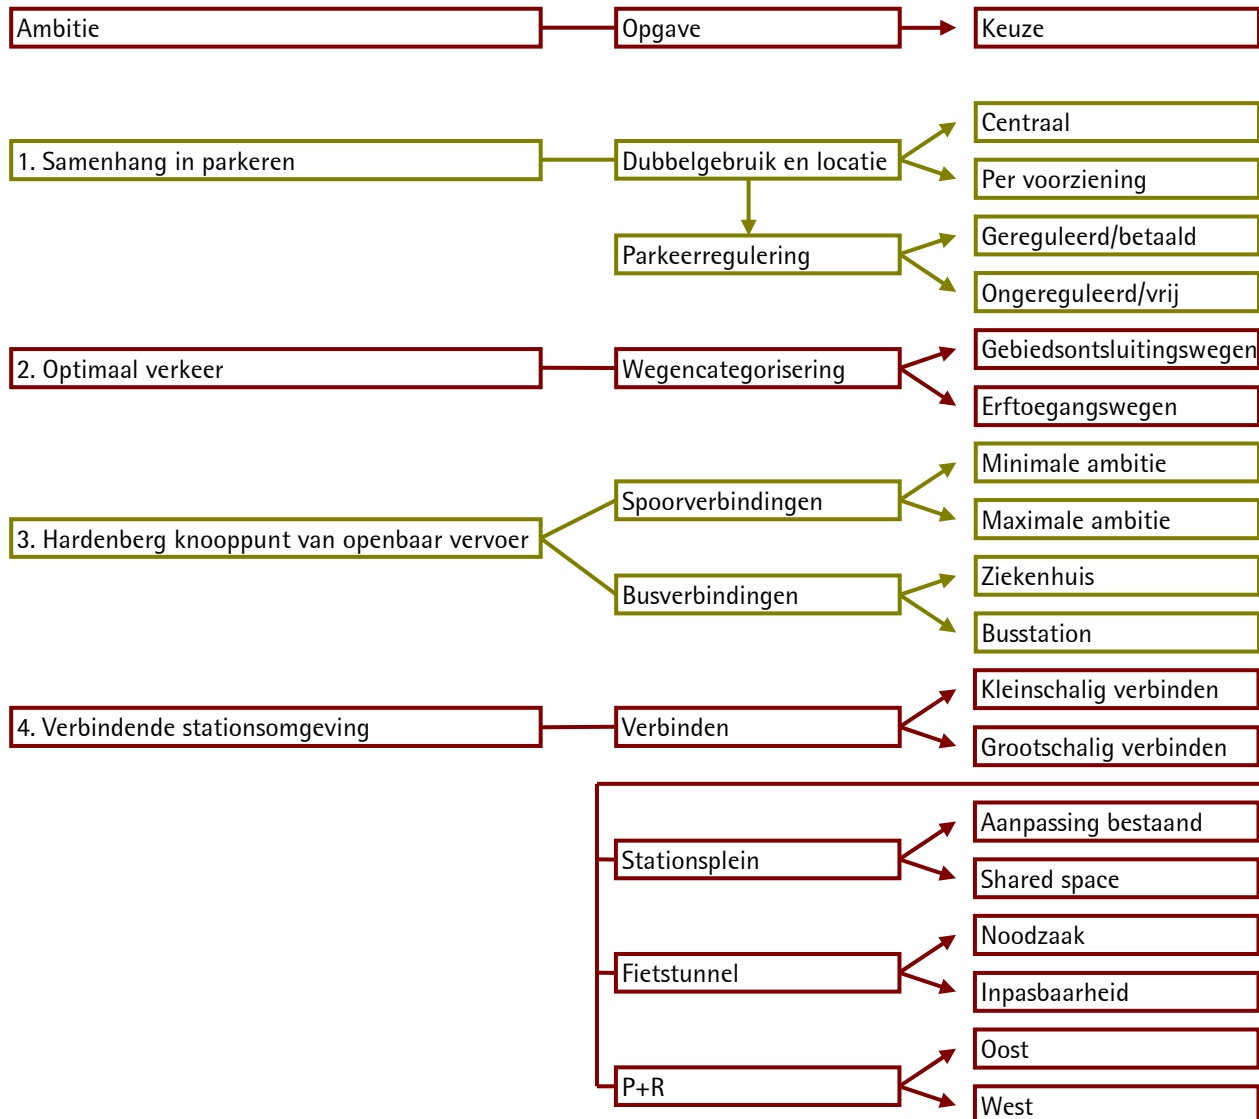 Ambitie
Opgave
Keuze
1. Samenhang in parkeren
Dubbelgebruik en locatie
Centraal
Per voorziening
Parkeerregulering
Gereguleerd/betaald
Ongereguleerd/vrij
2. Optimaal verkeer
Wegencategorisering
Gebiedsontsluitingswegen
Erftoegangswegen
3. Hardenberg knooppunt van openbaar vervoer
Spoorverbindingen
Minimale ambitie
Maximale ambitie
Busverbindingen
Ziekenhuis
Busstation
4. Verbindende stationsomgeving
Verbinden
Kleinschalig verbinden
Grootschalig verbinden
Stationsplein
Aanpassing bestaand
Shared space
Fietstunnel
Noodzaak
Inpasbaarheid
P+R
Oost
West